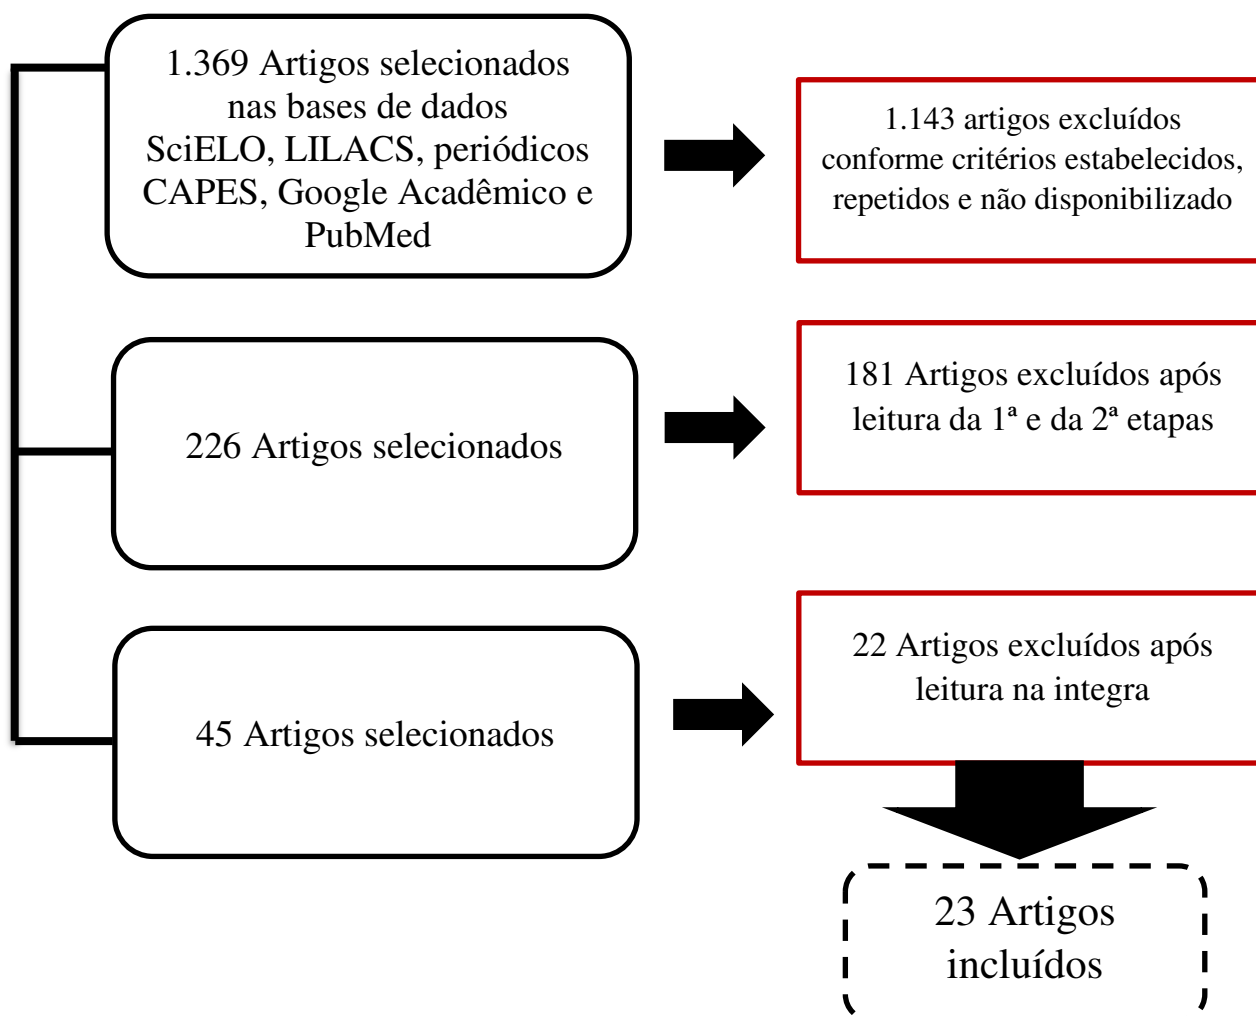 1.369 Artigos selecionados
nas bases de dados
SciELO, LILACS, periódicos
CAPES, Google Acadêmico e
PubMed
1.143 artigos excluídos
conforme critérios estabelecidos,
repetidos e não disponibilizado
226 Artigos selecionados
181 Artigos excluídos após
leitura da 1ª e da 2ª etapas
45 Artigos selecionados
22 Artigos excluídos após
leitura na integra
23 Artigos
incluídos